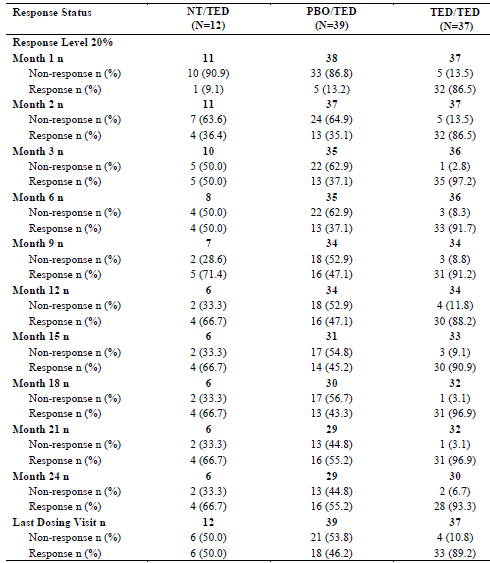 Response Status NT/TED PBO/TED TED/TED
(N=12) (N=39) (N=37)
Response Level 20%
Month 1 n 11 38 37
Non-response n (%) 10 (90.9) 33 (86.8) 5 (13.5)
Response n (%) 1 (9.1) 5 (13.2) 32 (86.5)
Month 2 n 11 37 37
Non-response n (%) 7 (63.6) 24 (64.9) 5 (13.5)
Response n (%) 4 (36.4) 13 (35.1) 32 (86.5)
Month 3 n 10 35 36
Non-response n (%) 5 (50.0) 22 (62.9) 1 (2.8)
Response n (%) 5 (50.0) 13 (37.1) 35 (97.2)
Month 6 n 8 35 36
Non-response n (%) 4 (50.0) 22 (62.9) 3 (8.3)
Response n (%) 4 (50.0) 13 (37.1) 33 (91.7)
Month 9 n 7 34 34
Non-response n (%) 2 (28.6) 18 (52.9) 3 (8.8)
Response n (%) 5 (71.4) 16 (47.1) 31 (91.2)
Month 12 n 6 34 34
Non-response n (%) 2 (33.3) 18 (52.9) 4 (11.8)
Response n (%) 4 (66.7) 16 (47.1) 30 (88.2)
Month 15 n 6 31 33
Non-response n (%) 2 (33.3) 17 (54.8) 3 (9.1)
Response n (%) 4 (66.7) 14 (45.2) 30 (90.9)
Month 18 n 6 30 32
Non-response n (%) 2 (33.3) 17 (56.7) 1 (3.1)
Response n (%) 4 (66.7) 13 (43.3) 31 (96.9)
Month 21 n 6 29 32
Non-response n (%) 2 (33.3) 13 (44.8) 1 (3.1)
Response n (%) 4 (66.7) 16 (55.2) 31 (96.9)
Month 24 n 6 29 30
Non-response n (%) 2 (33.3) 13 (44.8) 2 (6.7)
Response n (%) 4 (66.7) 16 (55.2) 28 (93.3)
Last Dosing Visit n 12 39 37
Non-response n (%) 6 (50.0) 21 (53.8) 4 (10.8)
Response n (%) 6 (50.0) 18 (46.2) 33 (89.2)